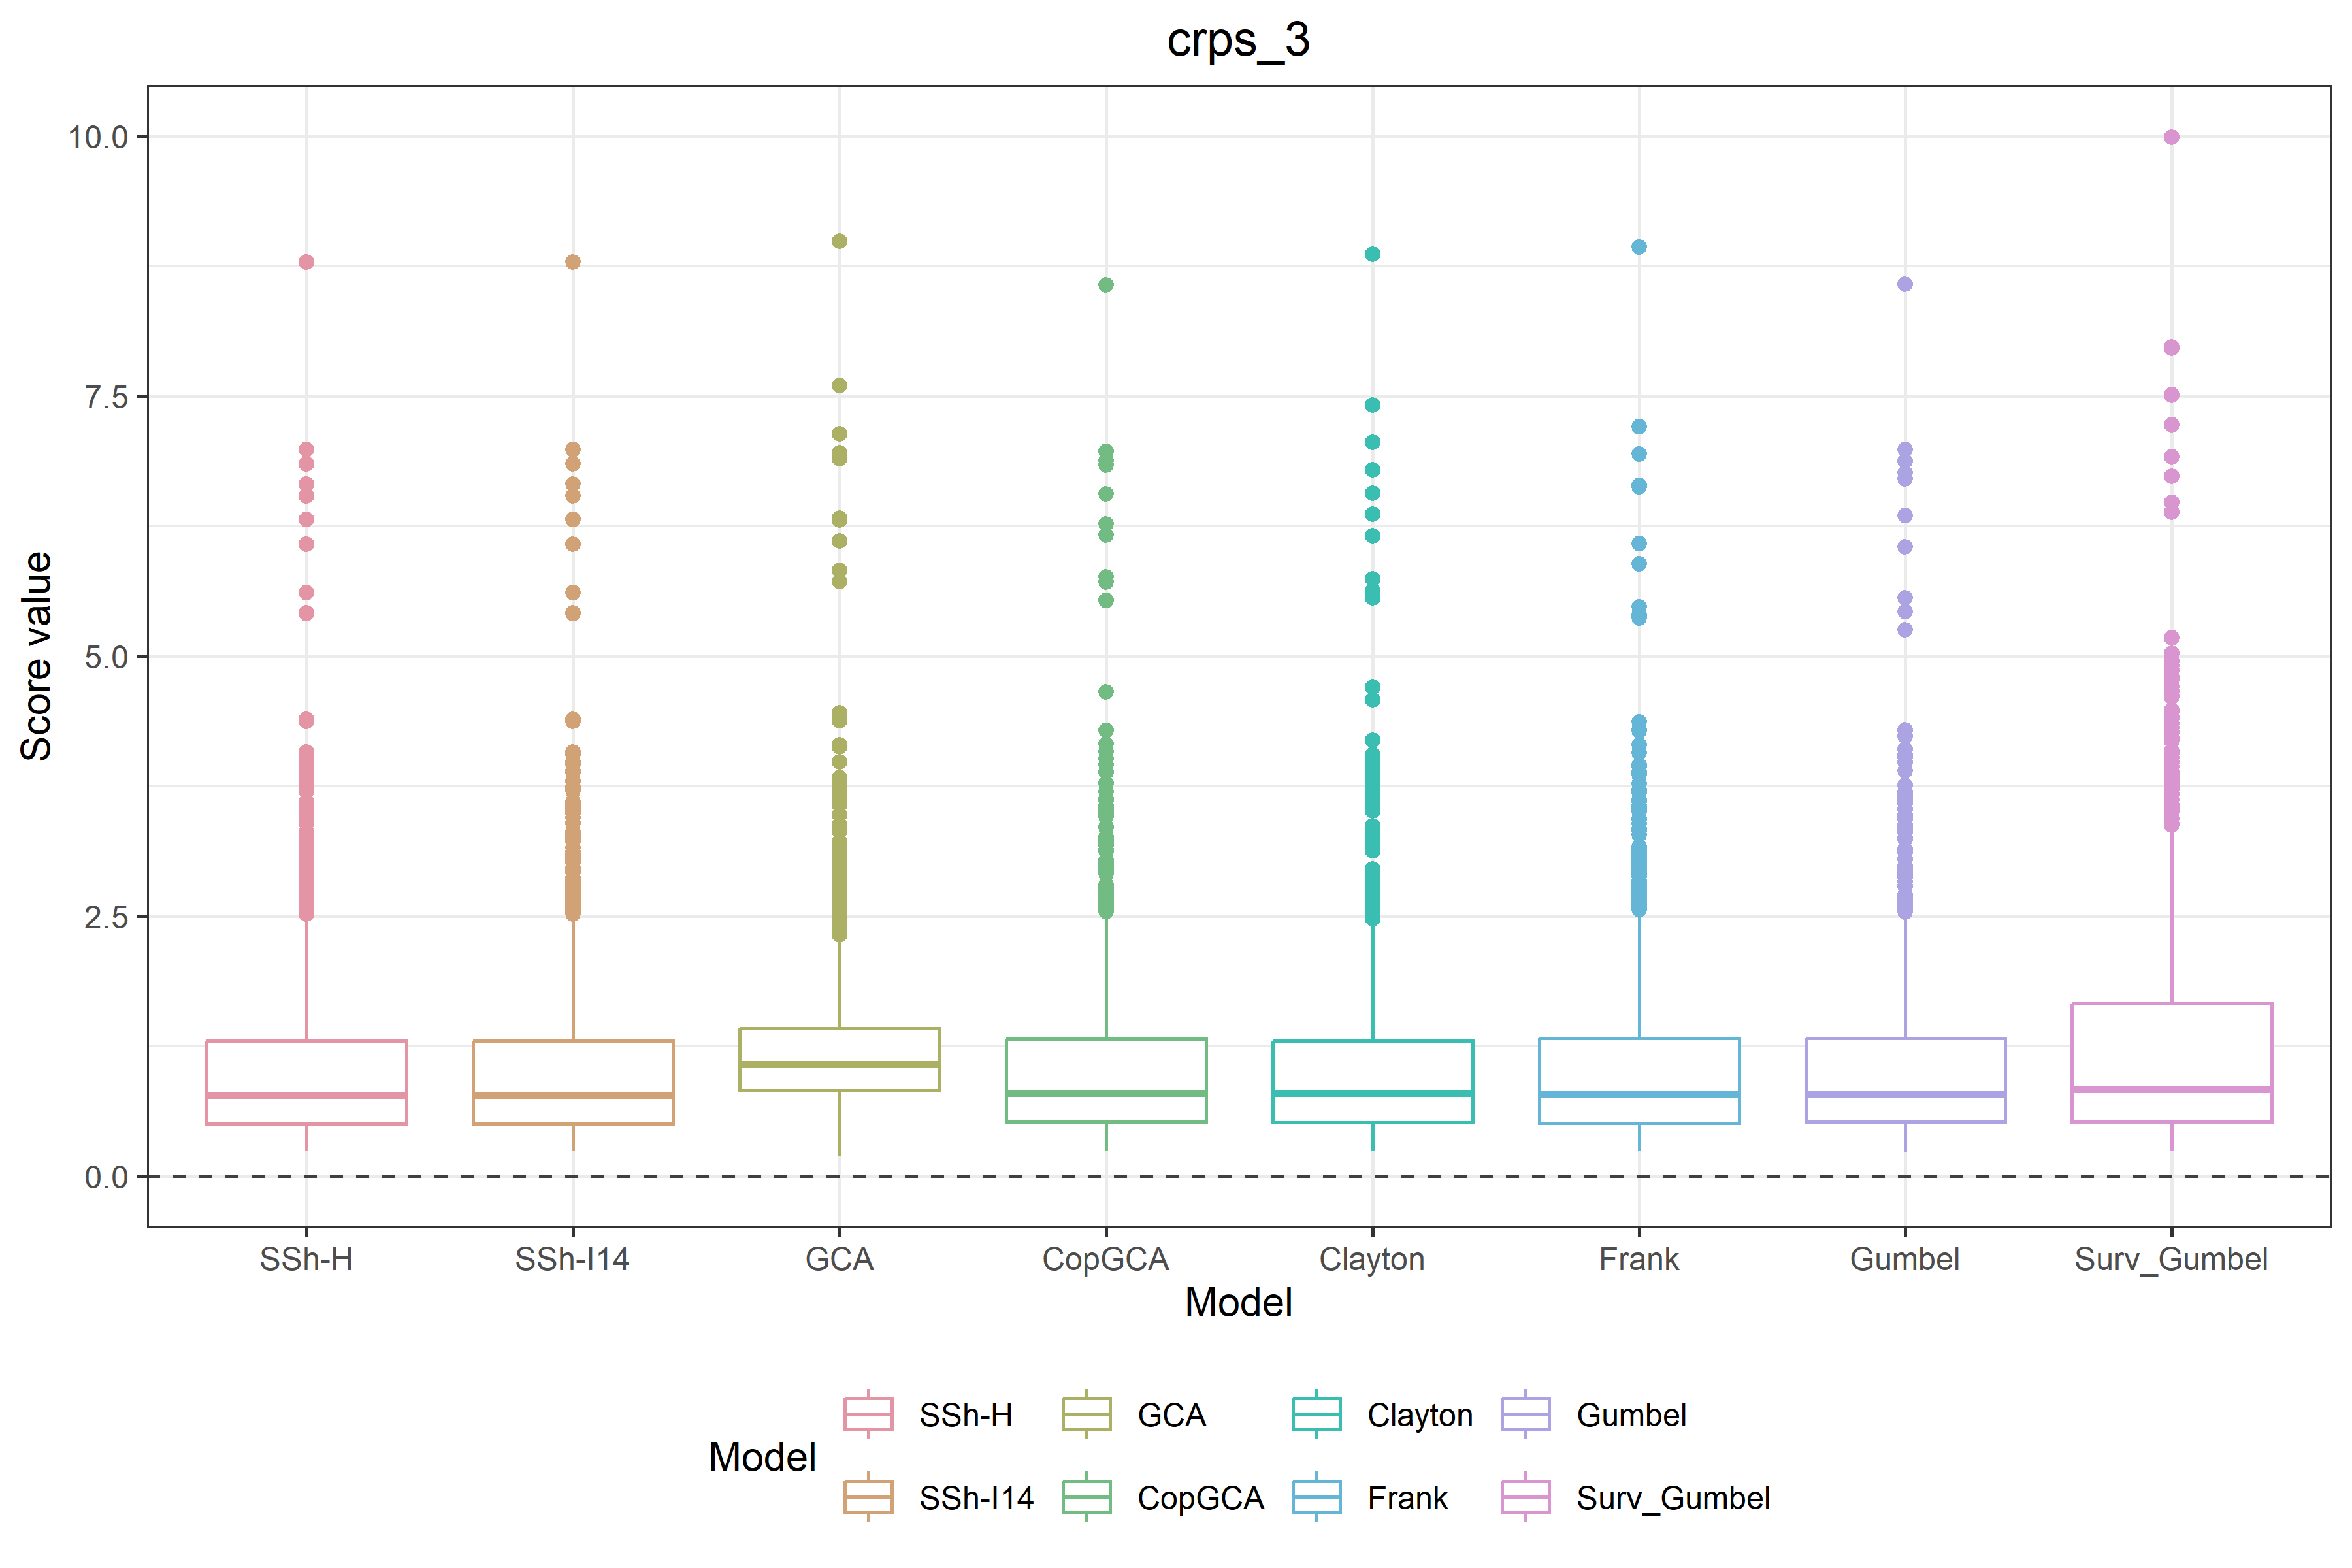 crps_3
Score value
10.0
7.5
5.0
2.5
0.0
SSh-H SSh-I14 GCA CopGCA Clayton Frank Gumbel Surv_Gumbel
Model
Model
SSh-H GCA Clayton Gumbel
SSh-I14 CopGCA Frank Surv_Gumbel